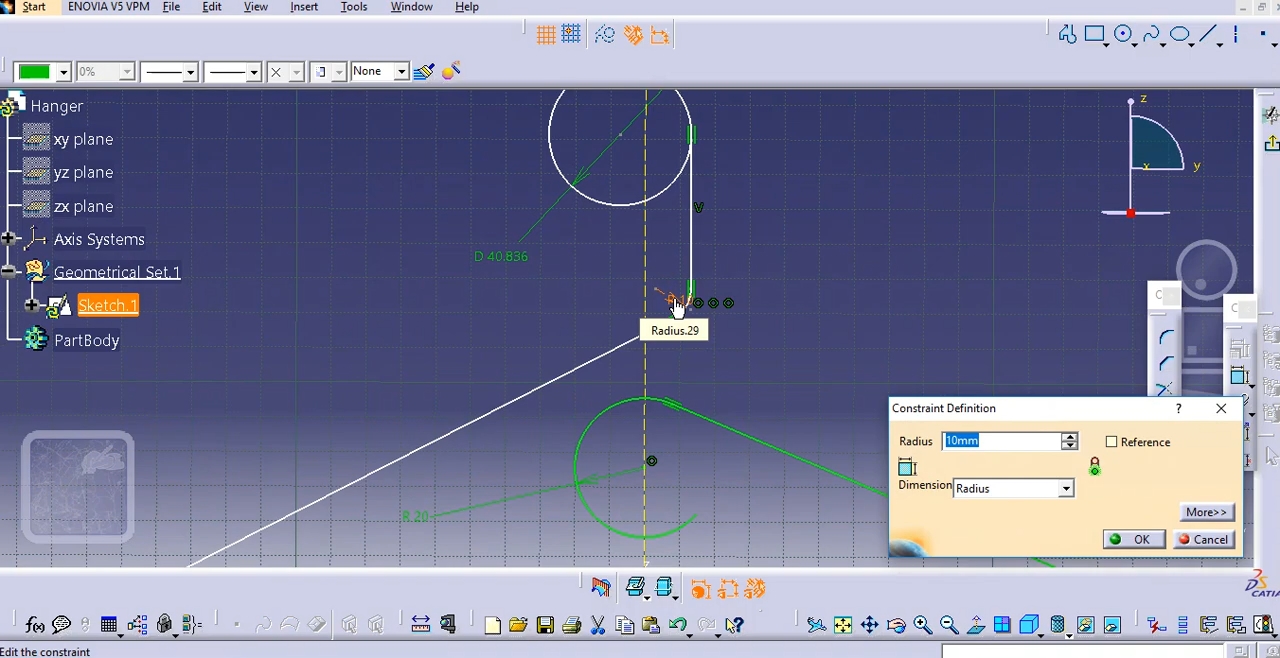 Start ENOVIA V5 VPM File Edit View Insert Tools Window Help
0% None
Hanger
xy plane
yz plane
zx plane
Axis Systems
Geometrical Set.1
Sketch.1
PartBody
z
x y
D 40.836
V
Radius.29
R 20
C
C
Constraint Definition ? 
Radius 10mm Reference
Dimension Radius
More>>
OK Cancel
f(x)
Edit the constraint